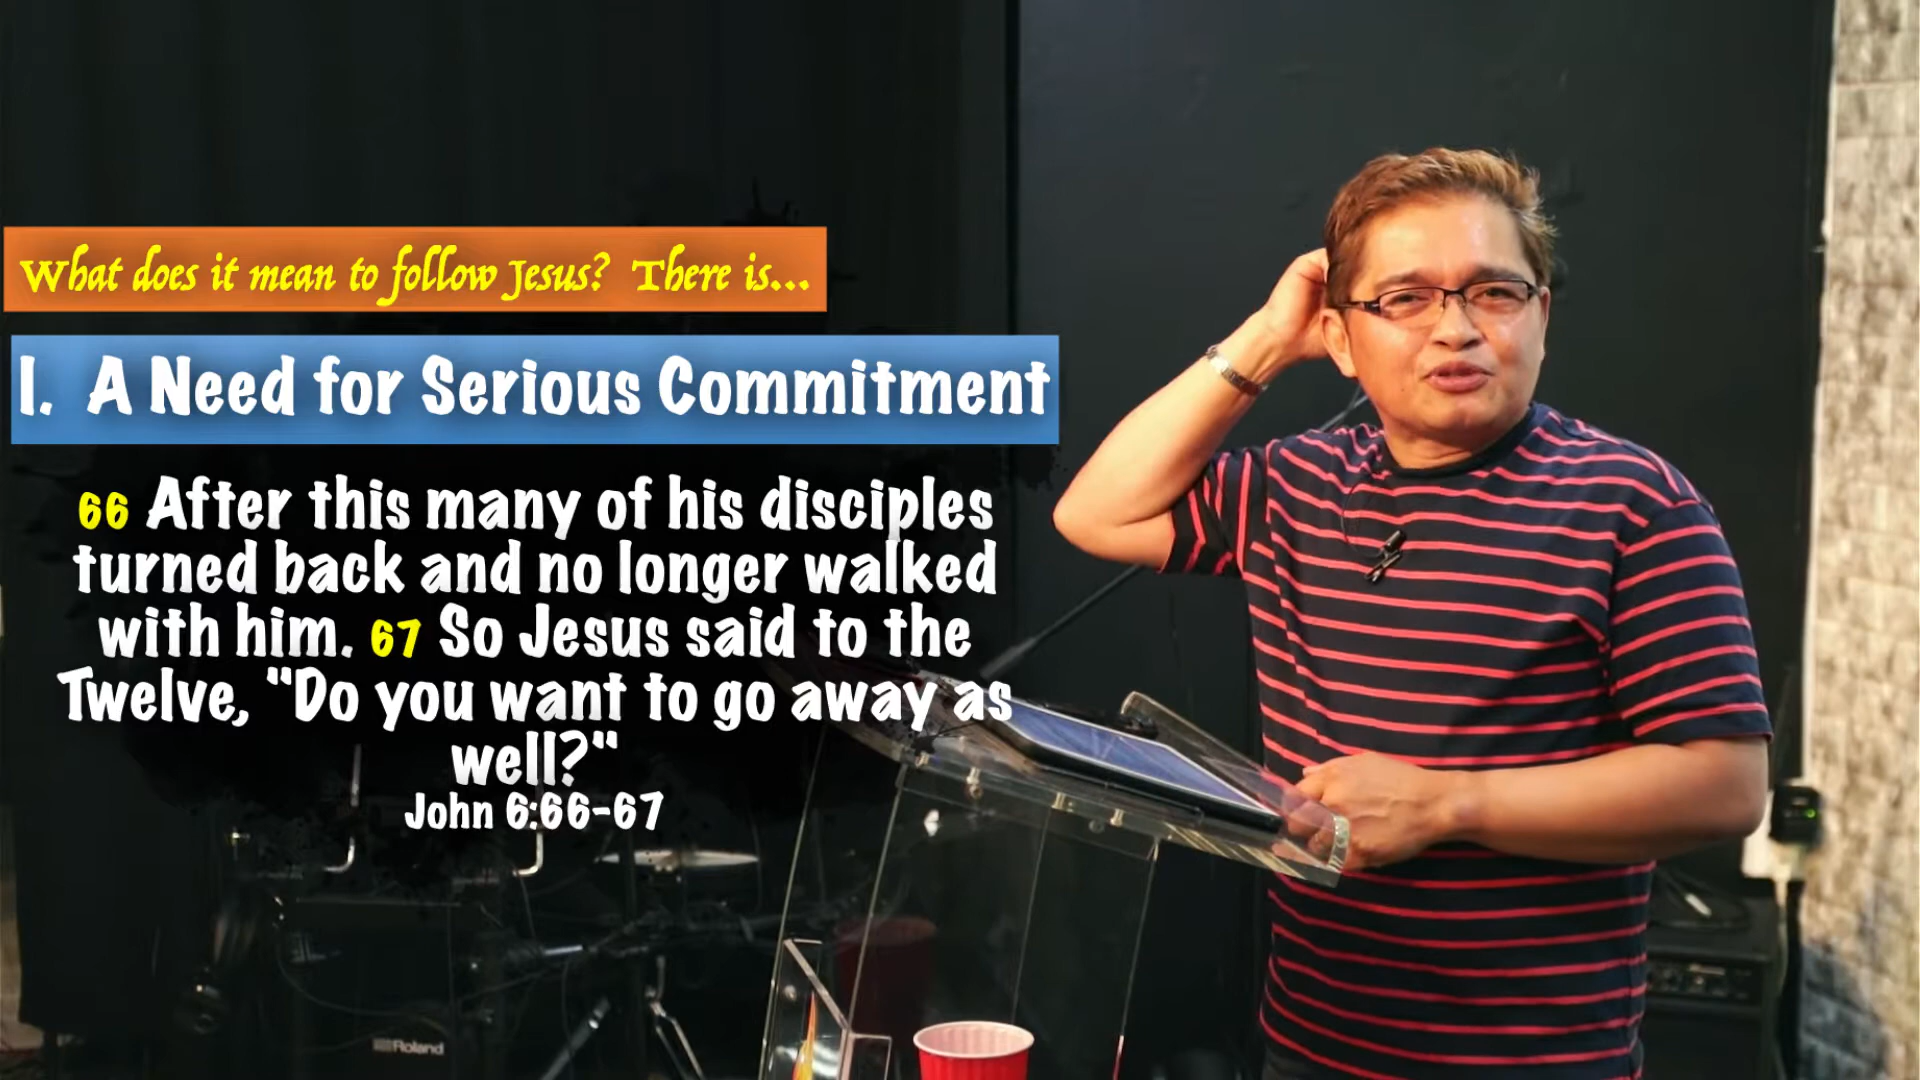 What does it mean to follow Jesus?  There is...
I.  A Need for Serious Commitment
66 After this many of his disciples
turned back and no longer walked
with him. 67 So Jesus said to the
Twelve, "Do you want to go away as
well?"
John 6:66-67
Roland